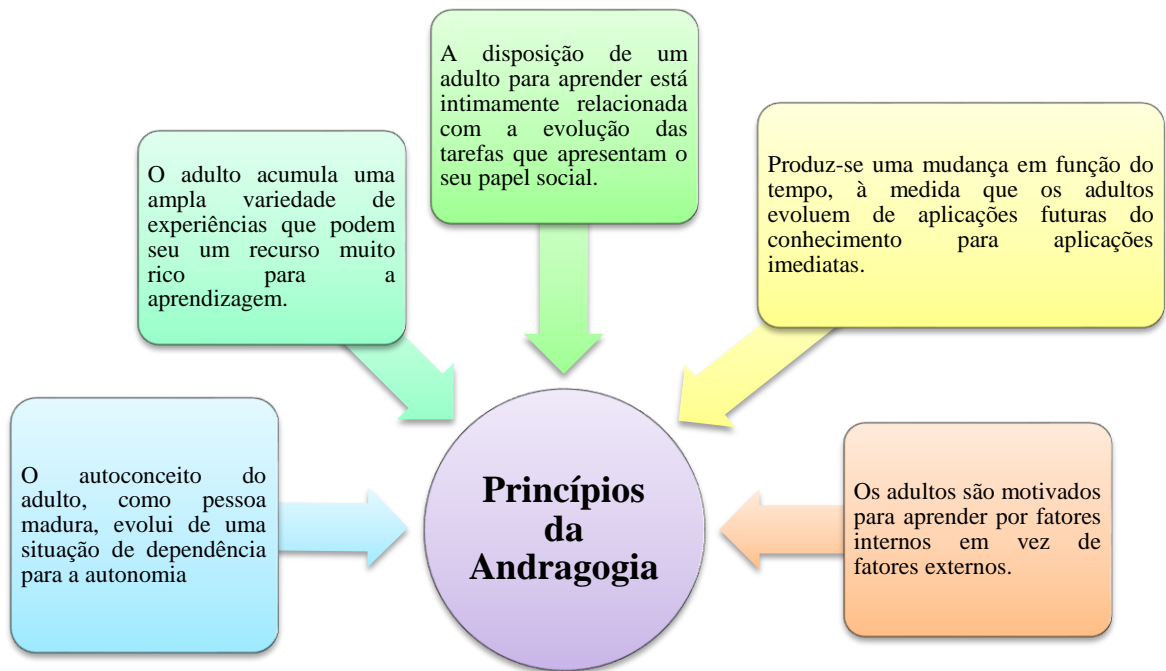 O autoconceito do
adulto, como pessoa
madura, evolui de uma
situação de dependência
para a autonomia
O adulto acumula uma
ampla variedade de
experiências que podem
seu um recurso muito
rico para a
aprendizagem.
A disposição de um
adulto para aprender está
intimamente relacionada
com a evolução das
tarefas que apresentam o
seu papel social.
Produz-se uma mudança em função do
tempo, à medida que os adultos
evoluem de aplicações futuras do
conhecimento para aplicações
imediatas.
Os adultos são motivados
para aprender por fatores
internos em vez de
fatores externos.
Princípios
da
Andragogia